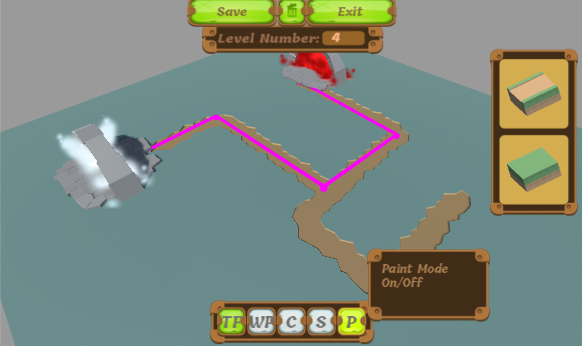 Save
Exit
Level Number: 4
Paint Mode
On/Off
TF WP C S P